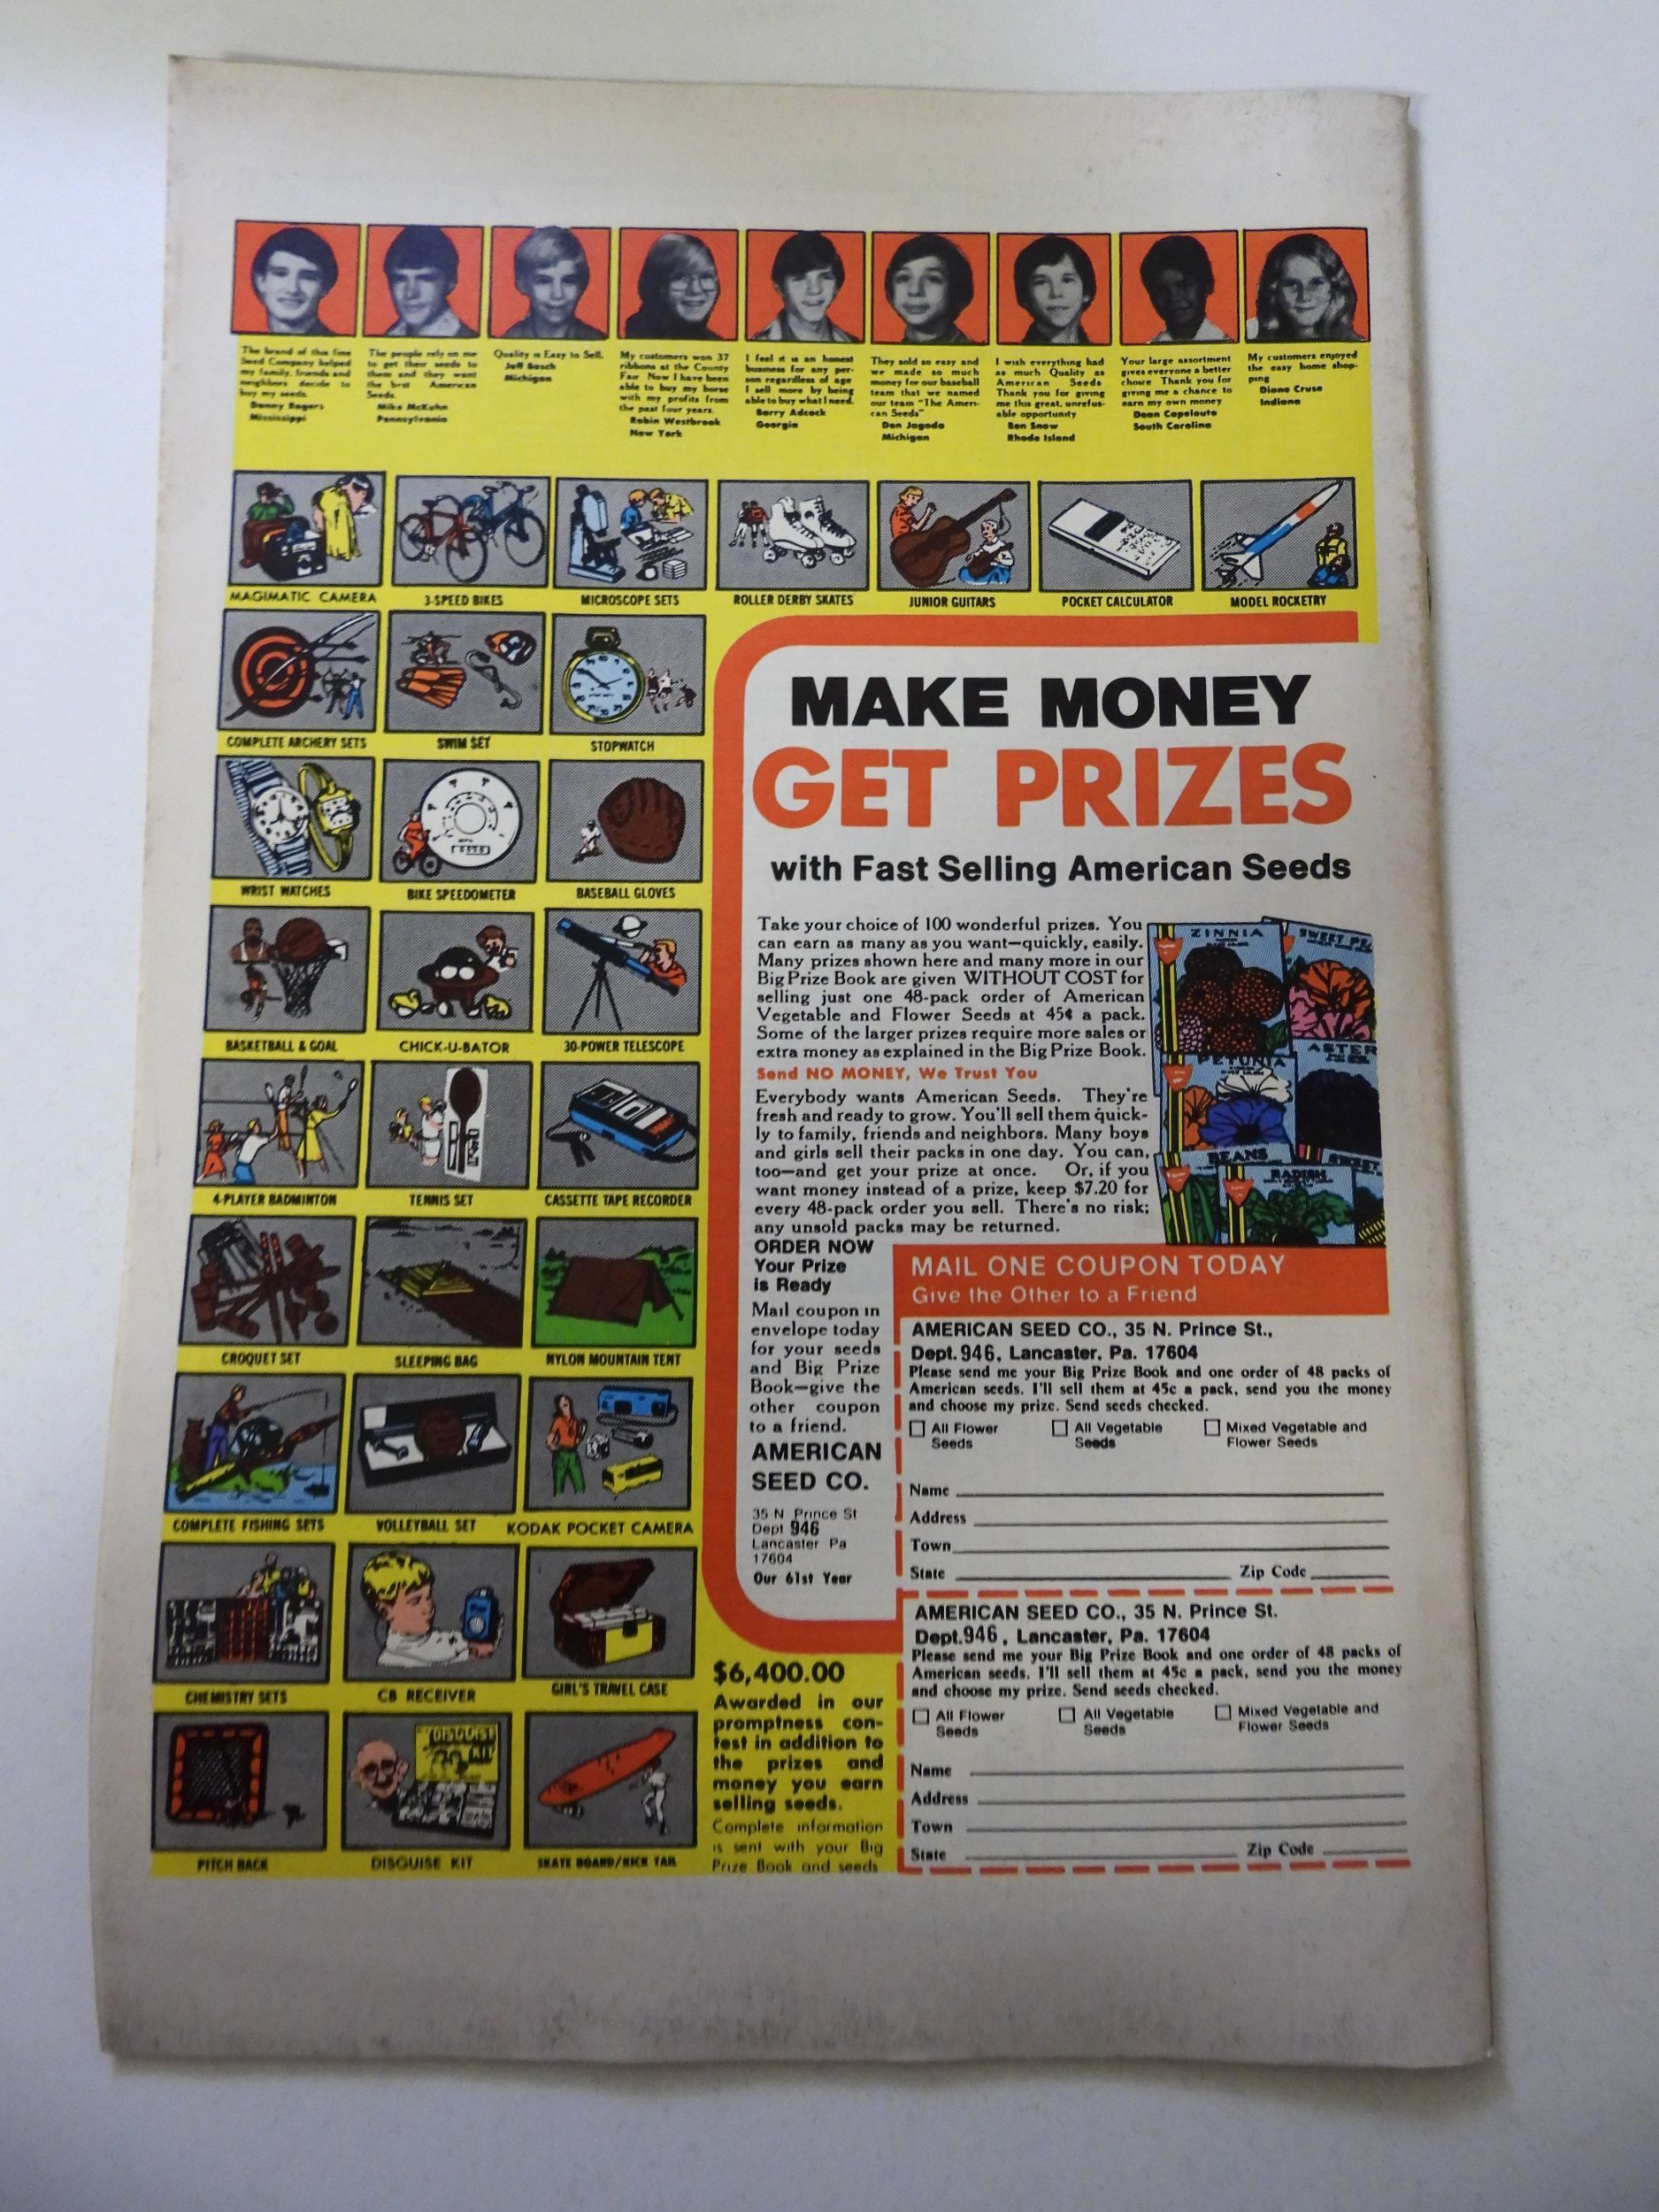 The brand of this fine
Seed Company helped
my family, friends and
neighbors decide to
buy my seeds.
Danny Rogers
Mississippi
The people rely on me
to get their seeds to
them and they want
the best American
Seeds.
Mike McKuhn
Pennsylvania
Quality is Easy to Sell.
Jeff Bosch
Michigan
My customers won 37
ribbons at the County
Fair Now I have been
able to buy my horse
with my profits from
the past four years.
Robin Westbrook
New York
I feel it is an honest
business for any per-
son regardless of age
I sell more by being
able to buy what I need.
Barry Adcock
Georgia
They sold so easy and
we made so much
money for our baseball
team that we named
our team "The Ameri-
can Seeds"
Don Jagoda
Michigan
I wish everything had
as much Quality as
American Seeds
Thank you for giving
me this great, unrefus-
able opportunity
Ben Snow
Rhode Island
Your large assortment
gives everyone a better
choice Thank you for
giving me a chance to
earn my own money
Dean Capelouto
South Carolina
My customers enjoyed
the easy home shop-
ping
Diane Cruse
Indiana
MAGIMATIC CAMERA
3-SPEED BIKES
MICROSCOPE SETS
ROLLER DERBY SKATES
JUNIOR GUITARS
POCKET CALCULATOR
MODEL ROCKETRY
COMPLETE ARCHERY SETS
SWIM SET
STOPWATCH
WRIST WATCHES
BIKE SPEEDOMETER
BASEBALL GLOVES
BASKETBALL & GOAL
CHICK-U-BATOR
30-POWER TELESCOPE
4-PLAYER BADMINTON
TENNIS SET
CASSETTE TAPE RECORDER
CROQUET SET
SLEEPING BAG
NYLON MOUNTAIN TENT
COMPLETE FISHING SETS
VOLLEYBALL SET
KODAK POCKET CAMERA
CHEMISTRY SETS
CB RECEIVER
GIRL'S TRAVEL CASE
PITCH BACK
DISGUISE KIT
DISGUISE KIT
SKATE BOARD/KICK TAIL
MAKE MONEY
GET PRIZES
with Fast Selling American Seeds
Take your choice of 100 wonderful prizes. You
can earn as many as you want—quickly, easily.
Many prizes shown here and many more in our
Big Prize Book are given WITHOUT COST for
selling just one 48-pack order of American
Vegetable and Flower Seeds at 45¢ a pack.
Some of the larger prizes require more sales or
extra money as explained in the Big Prize Book.
Send NO MONEY, We Trust You
Everybody wants American Seeds. They're
fresh and ready to grow. You'll sell them quick-
ly to family, friends and neighbors. Many boys
and girls sell their packs in one day. You can,
too—and get your prize at once. Or, if you
want money instead of a prize, keep $7.20 for
every 48-pack order you sell. There's no risk;
any unsold packs may be returned.
ZINNIA
SWEET PE
PETUNIA
ASTER
BEANS
RADISH
SWEET
ORDER NOW
Your Prize
is Ready
Mail coupon in
envelope today
for your seeds
and Big Prize
Book—give the
other coupon
to a friend.
AMERICAN
SEED CO.
35 N Prince St
Dept 946
Lancaster Pa
17604
Our 61st Year
$6,400.00
Awarded in our
promptness con-
test in addition to
the prizes and
money you earn
selling seeds.
Complete information
is sent with your Big
Prize Book and seeds
MAIL ONE COUPON TODAY
Give the Other to a Friend
AMERICAN SEED CO., 35 N. Prince St.,
Dept. 946, Lancaster, Pa. 17604
Please send me your Big Prize Book and one order of 48 packs of
American seeds. I'll sell them at 45c a pack, send you the money
and choose my prize. Send seeds checked.
All Flower Seeds
All Vegetable Seeds
Mixed Vegetable and Flower Seeds
Name
Address
Town
State Zip Code
AMERICAN SEED CO., 35 N. Prince St.
Dept. 946, Lancaster, Pa. 17604
Please send me your Big Prize Book and one order of 48 packs of
American seeds. I'll sell them at 45c a pack, send you the money
and choose my prize. Send seeds checked.
All Flower Seeds
All Vegetable Seeds
Mixed Vegetable and Flower Seeds
Name
Address
Town
State Zip Code